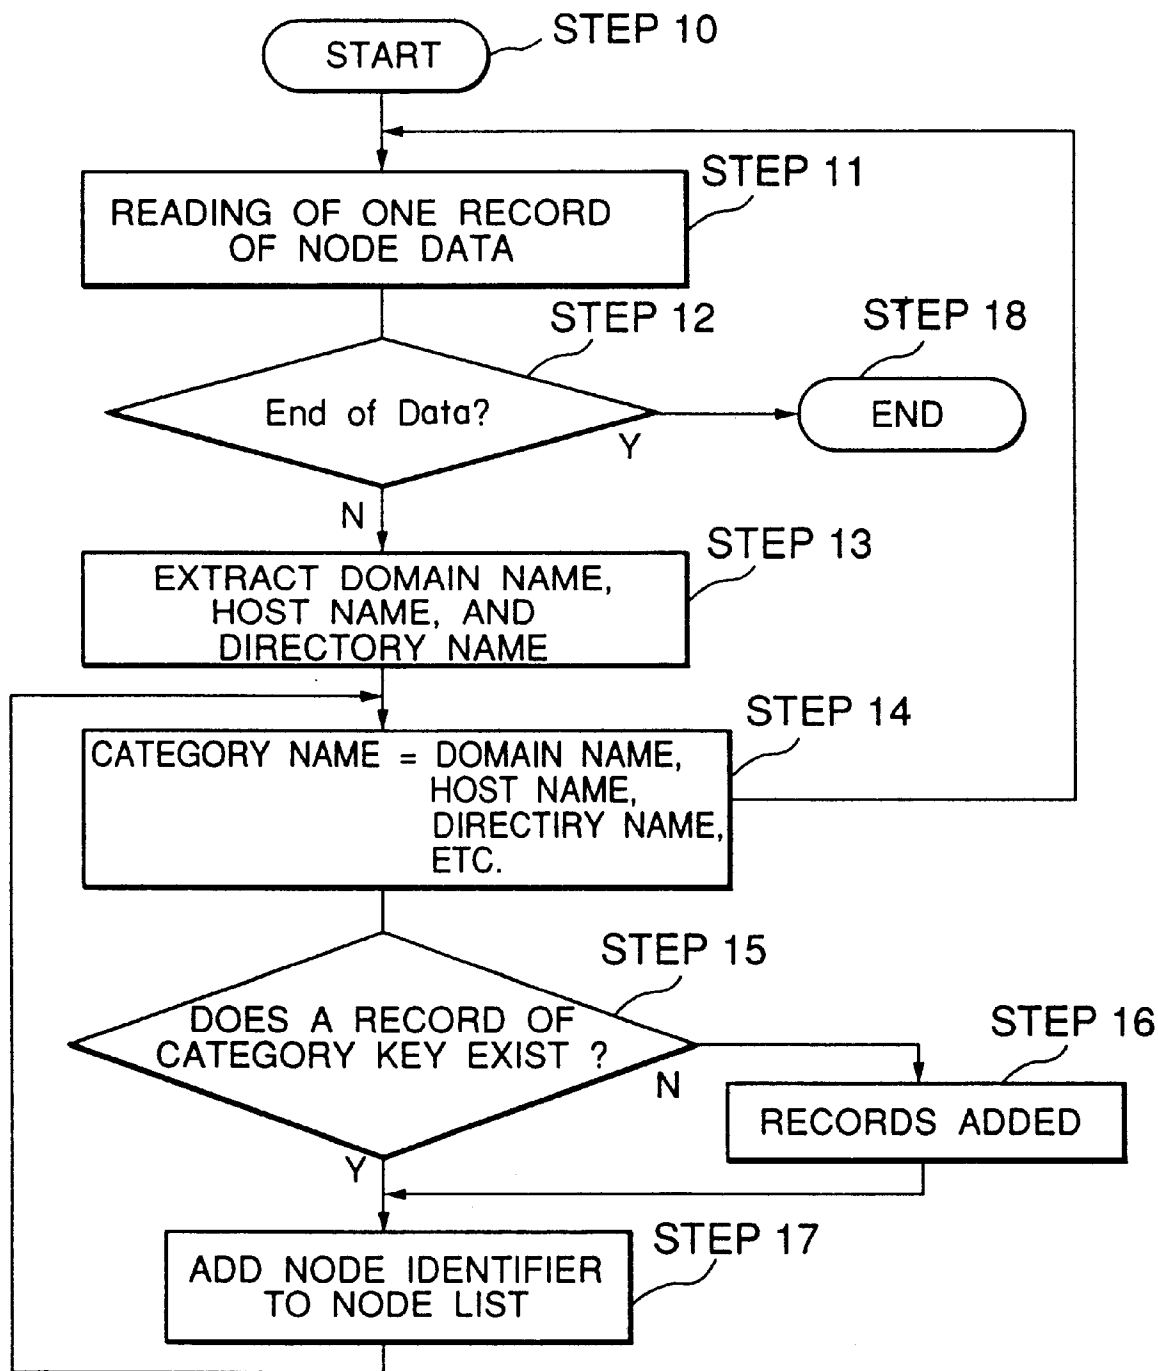 START
STEP 10
STEP 11
READING OF ONE RECORD
OF NODE DATA
STEP 12
STEP 18
End of Data?
END
Y
N
STEP 13
EXTRACT DOMAIN NAME,
HOST NAME, AND
DIRECTORY NAME
STEP 14
CATEGORY NAME = DOMAIN NAME,
HOST NAME,
DIRECTIRY NAME,
ETC.
STEP 15
DOES A RECORD OF
CATEGORY KEY EXIST ?
STEP 16
N
RECORDS ADDED
Y
STEP 17
ADD NODE IDENTIFIER
TO NODE LIST